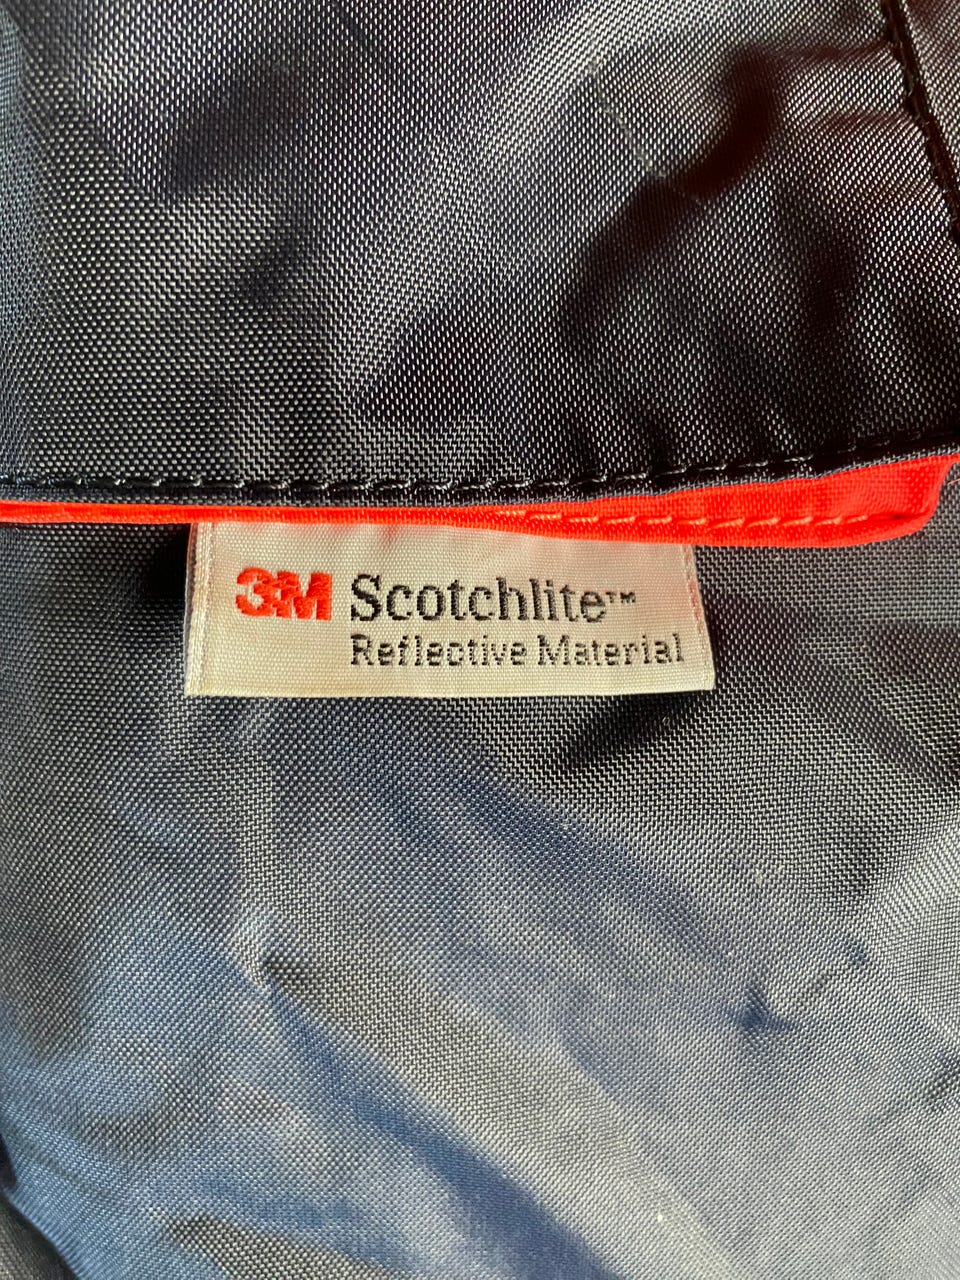 3M Scotchlite™
Reflective Material